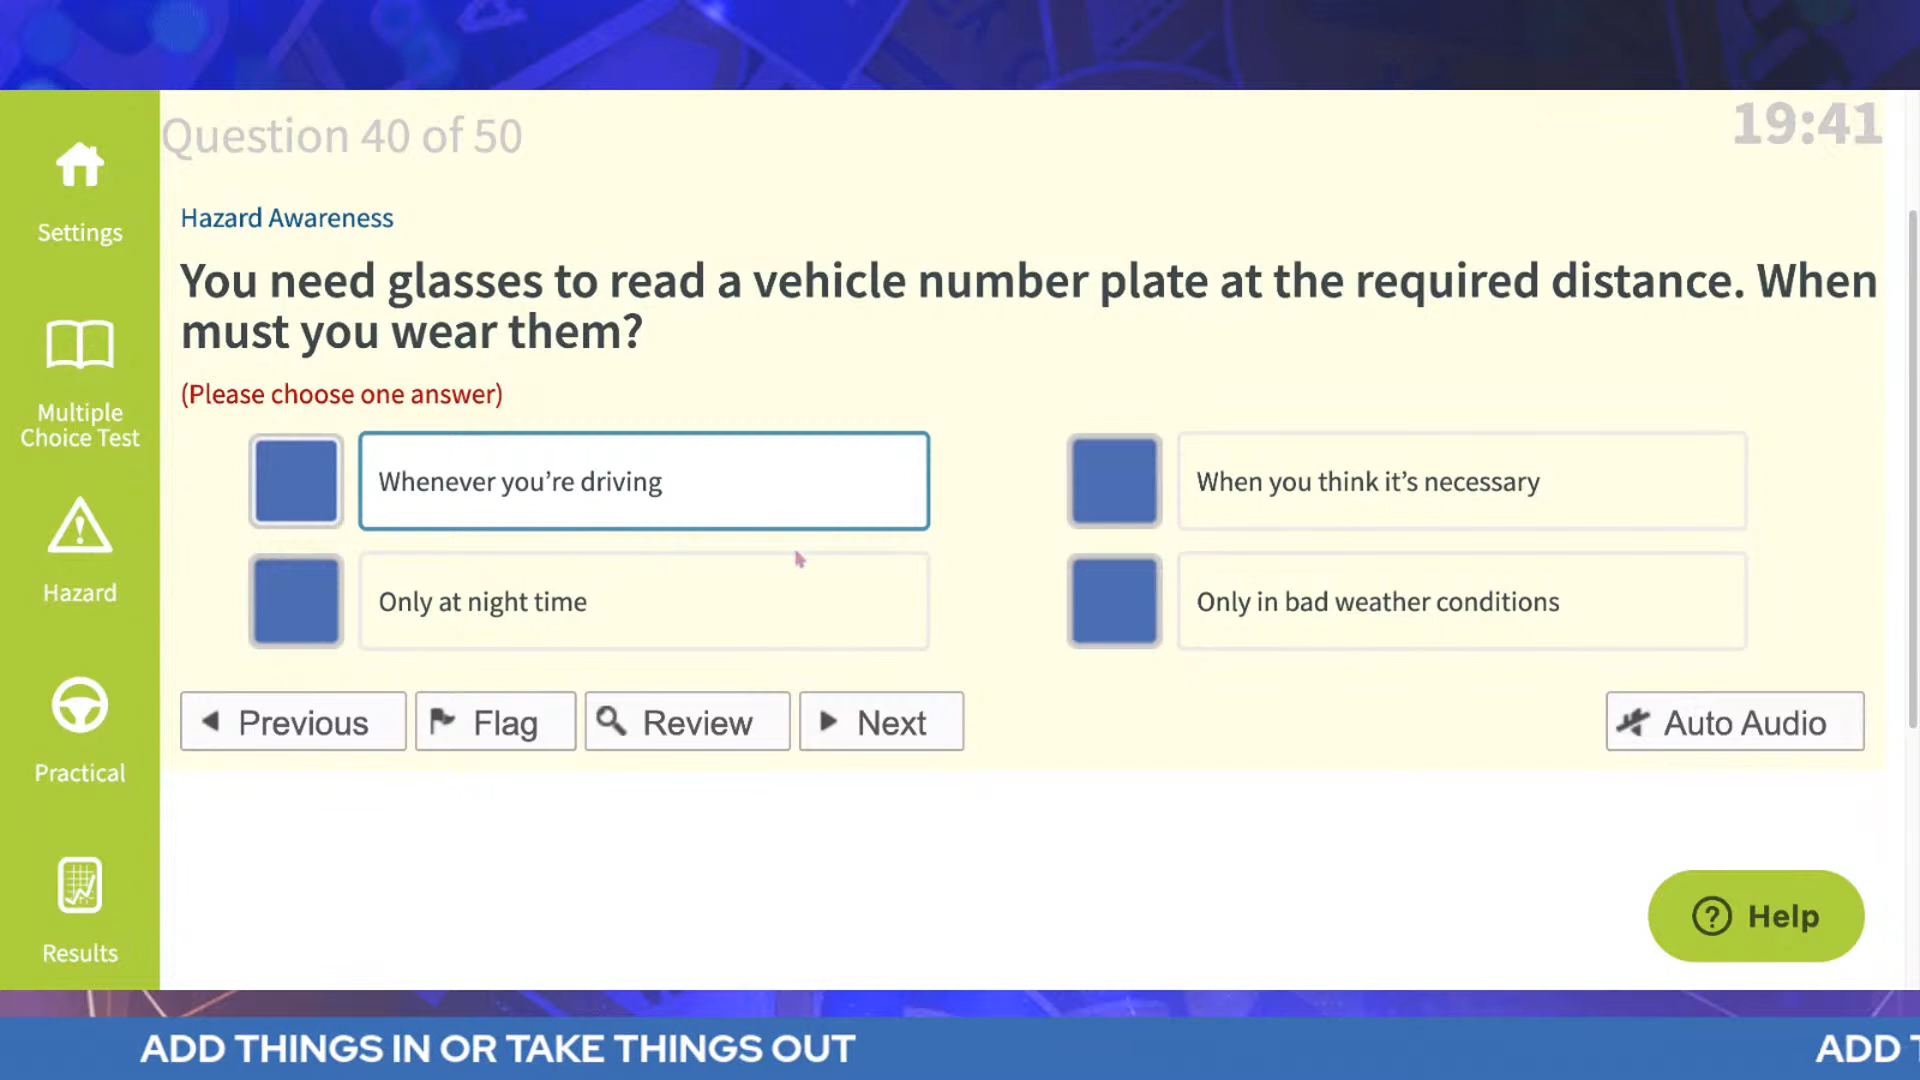 Question 40 of 50
19:41
Settings
Hazard Awareness
You need glasses to read a vehicle number plate at the required distance. When
must you wear them?
(Please choose one answer)
Multiple
Choice Test
Whenever you’re driving
When you think it’s necessary
Hazard
Only at night time
Only in bad weather conditions
Previous
Flag
Review
Next
Auto Audio
Practical
Help
Results
ADD THINGS IN OR TAKE THINGS OUT
ADD